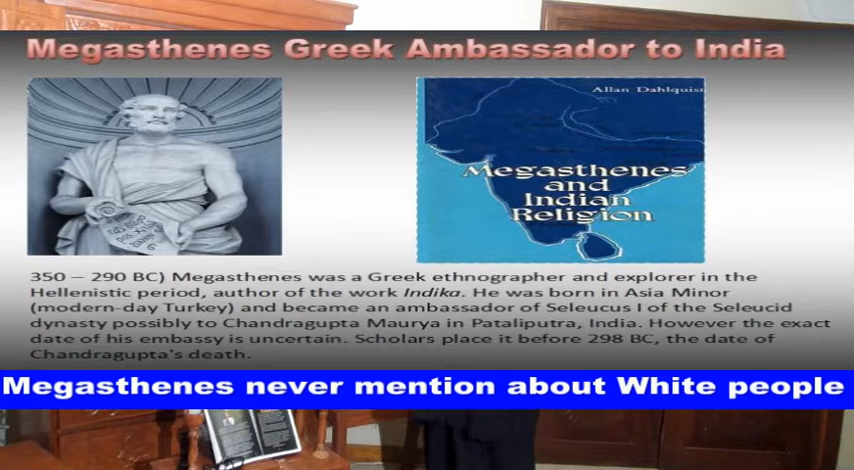 Megasthenes Greek Ambassador to India
Allan Dahlquist
Megasthenes
and
Indian
Religion
350 – 290 BC) Megasthenes was a Greek ethnographer and explorer in the
Hellenistic period, author of the work Indika. He was born in Asia Minor
(modern-day Turkey) and became an ambassador of Seleucus I of the Seleucid
dynasty possibly to Chandragupta Maurya in Pataliputra, India. However the exact
date of his embassy is uncertain. Scholars place it before 298 BC, the date of
Chandragupta's death.
Megasthenes never mention about White people